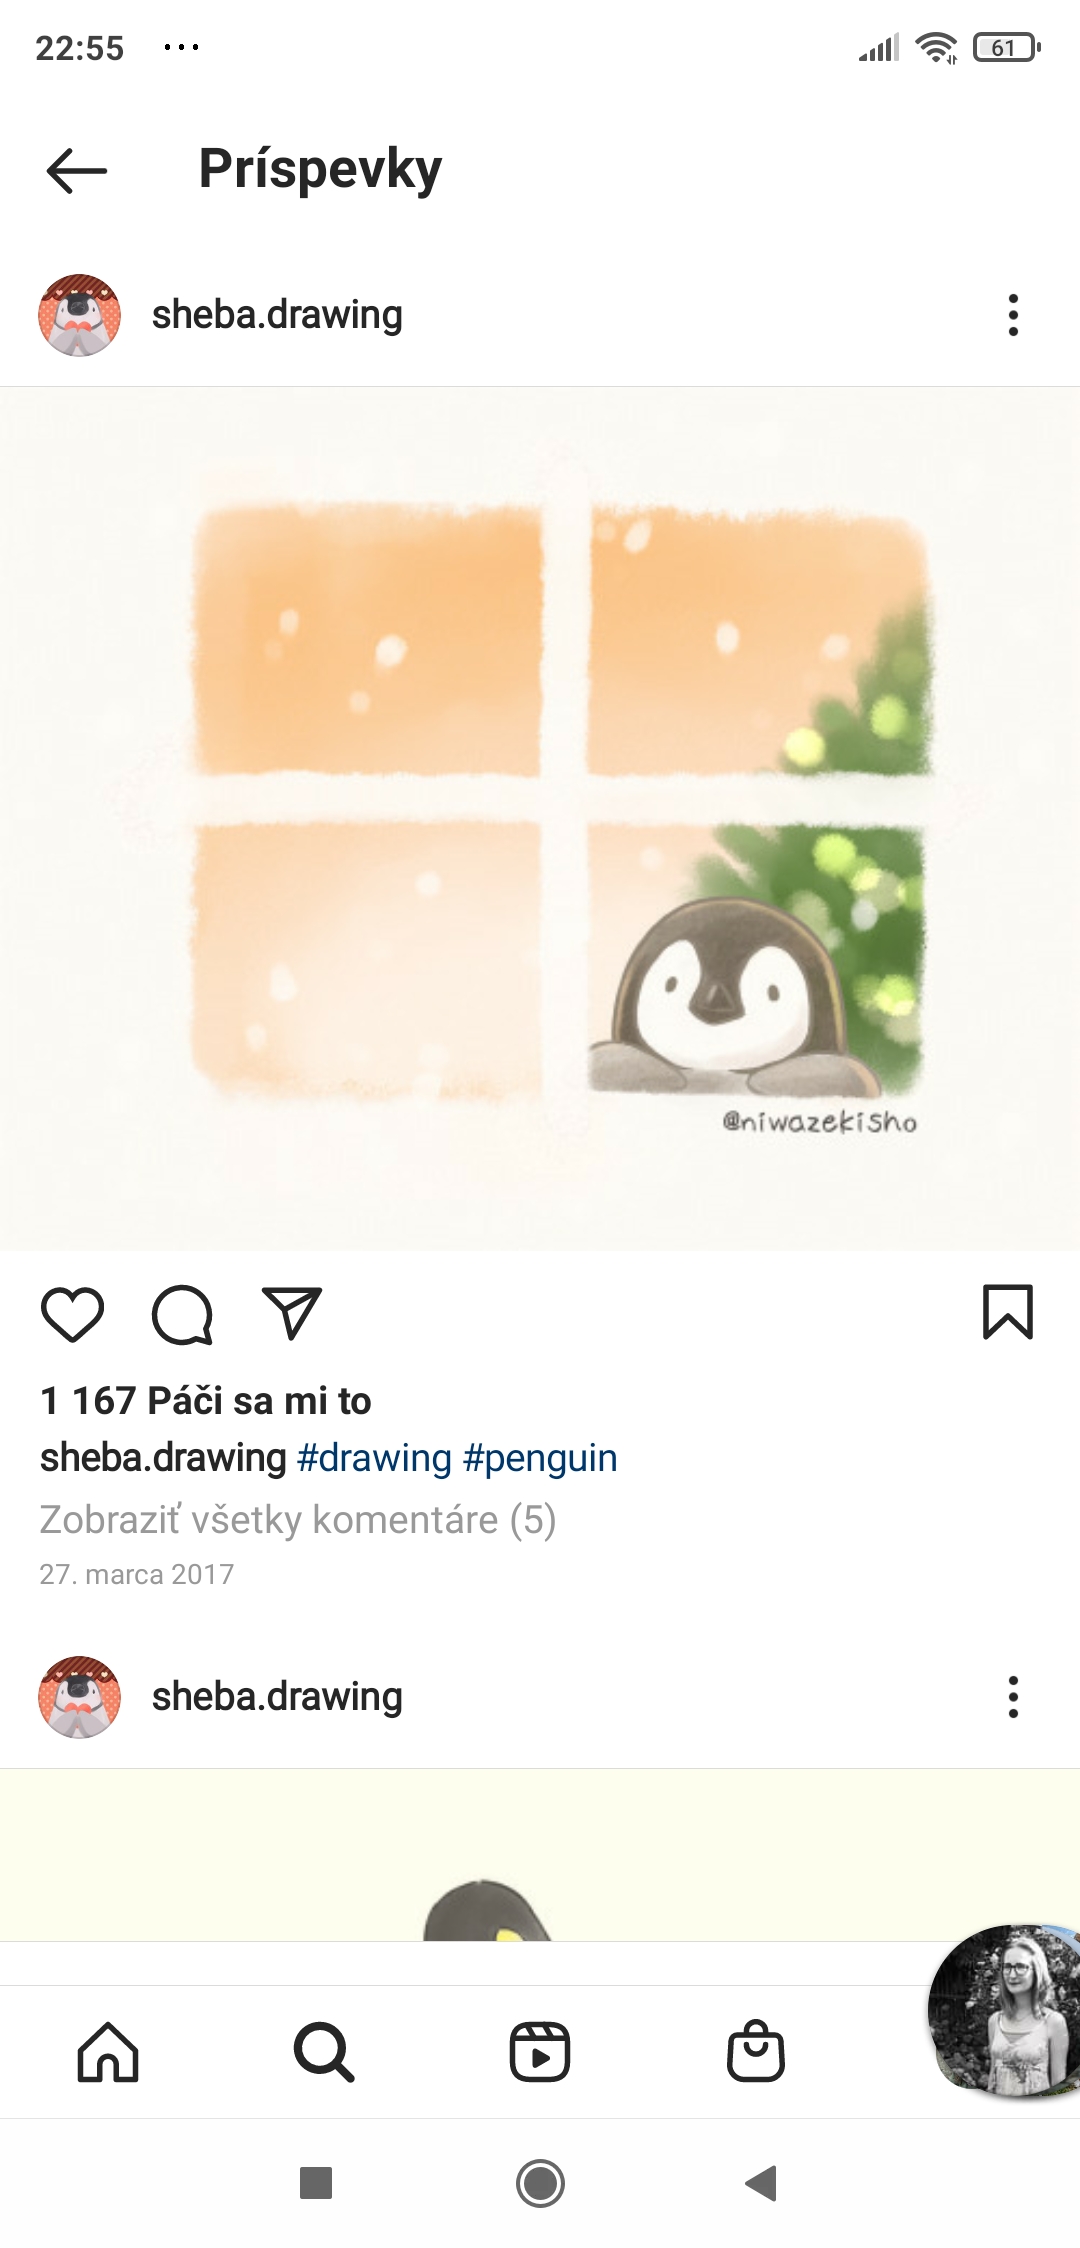 22:55 ... 61
Príspevky
sheba.drawing
@niwazekisho
1 167 Páči sa mi to
sheba.drawing #drawing #penguin
Zobraziť všetky komentáre (5)
27. marca 2017
sheba.drawing